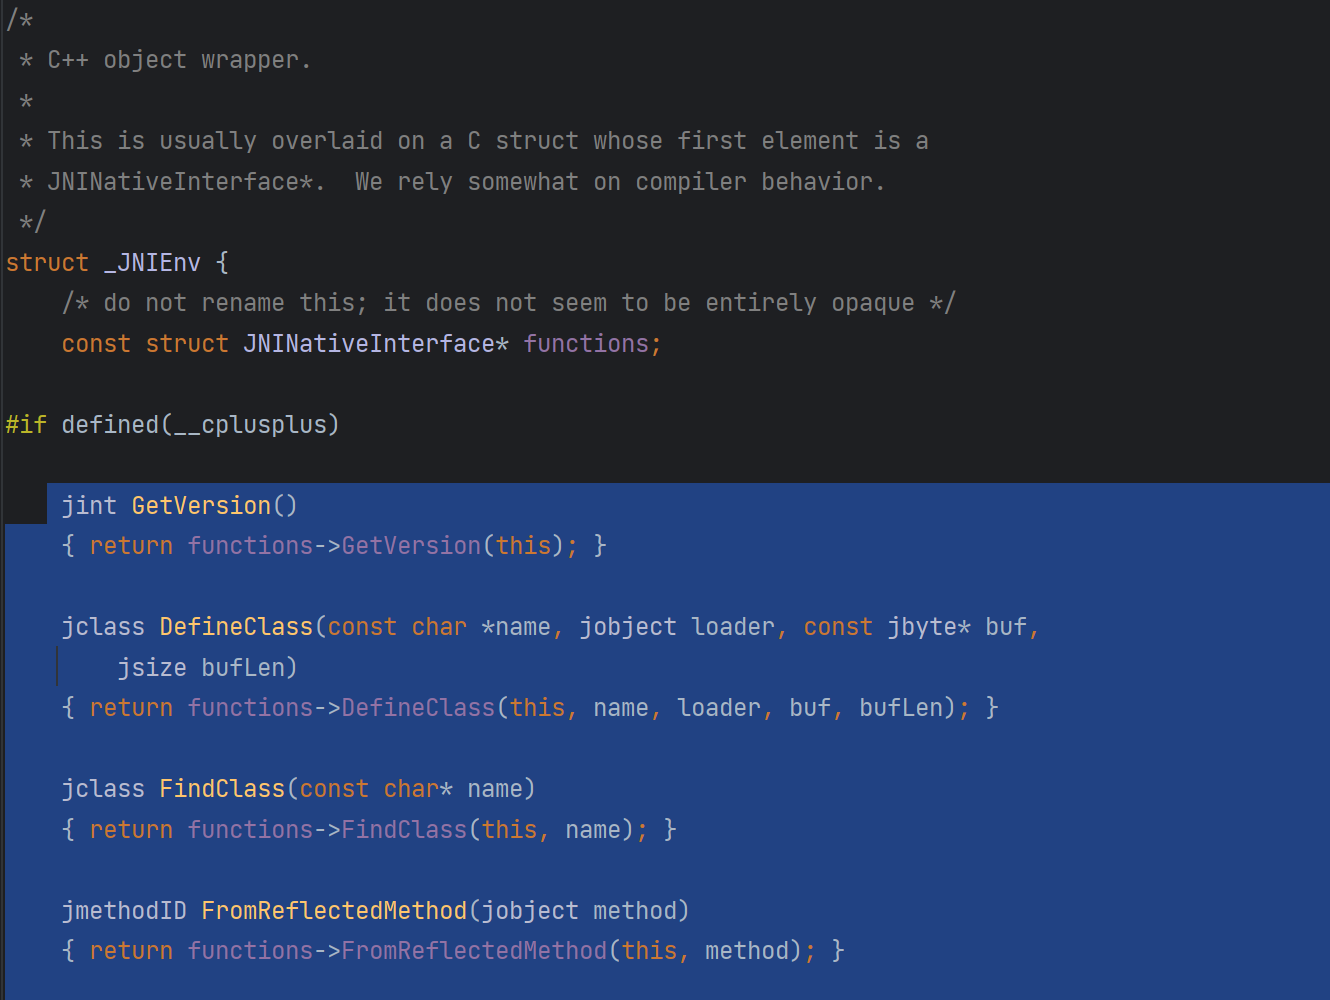 /*
 * C++ object wrapper.
 *
 * This is usually overlaid on a C struct whose first element is a
 * JNINativeInterface*.  We rely somewhat on compiler behavior.
 */
struct _JNIEnv {
    /* do not rename this; it does not seem to be entirely opaque */
    const struct JNINativeInterface* functions;

#if defined(__cplusplus)

    jint GetVersion()
    { return functions->GetVersion(this); }

    jclass DefineClass(const char *name, jobject loader, const jbyte* buf,
        jsize bufLen)
    { return functions->DefineClass(this, name, loader, buf, bufLen); }

    jclass FindClass(const char* name)
    { return functions->FindClass(this, name); }

    jmethodID FromReflectedMethod(jobject method)
    { return functions->FromReflectedMethod(this, method); }